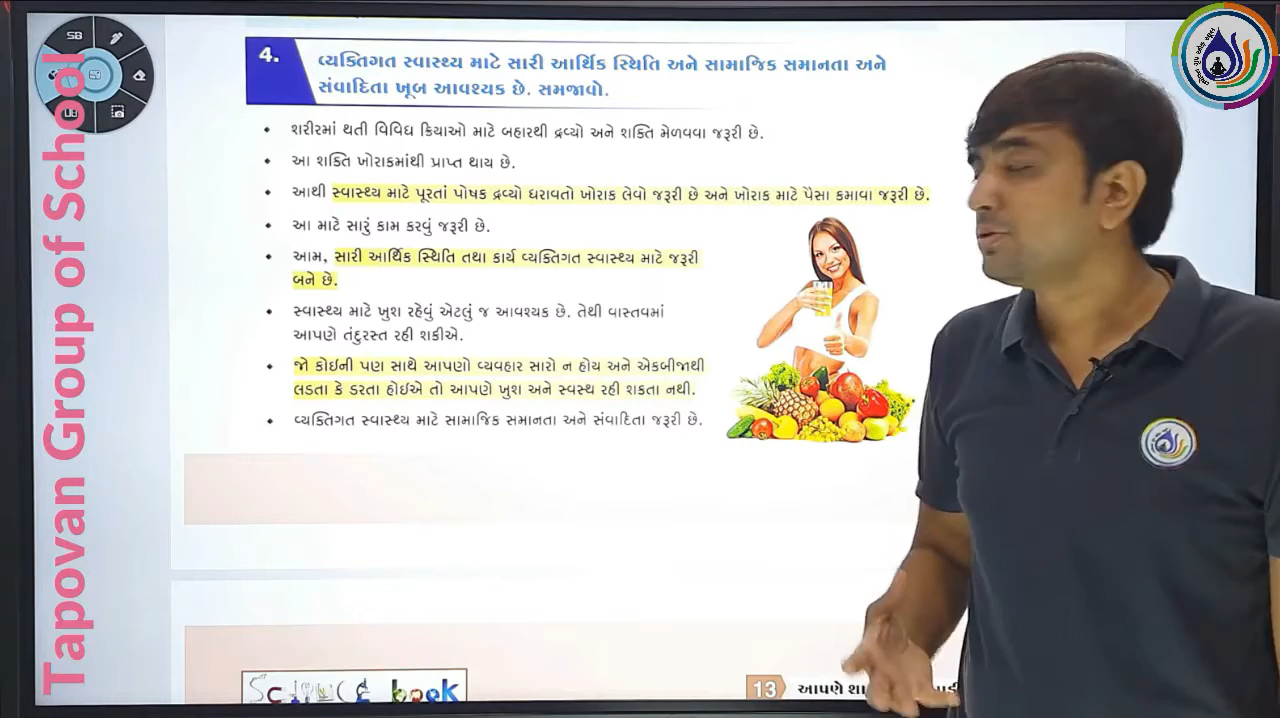 SB
4.
વ્યક્તિગત સ્વાસ્થ્ય માટે સારી આર્થિક સ્થિતિ અને સામાજિક સમાનતા અને
સંવાદિતા ખૂબ આવશ્યક છે. સમજાવો.
• શરીરમાં થતી વિવિધ ક્રિયાઓ માટે બહારથી દ્રવ્યો અને શક્તિ મેળવવા જરૂરી છે.
• આ શક્તિ ખોરાકમાંથી પ્રાપ્ત થાય છે.
• આથી સ્વાસ્થ્ય માટે પૂરતાં પોષક દ્રવ્યો ધરાવતો ખોરાક લેવો જરૂરી છે અને ખોરાક માટે પૈસા કમાવા જરૂરી છે.
• આ માટે સારું કામ કરવું જરૂરી છે.
• આમ, સારી આર્થિક સ્થિતિ તથા કાર્ય વ્યક્તિગત સ્વાસ્થ્ય માટે જરૂરી
બને છે.
• સ્વાસ્થ્ય માટે ખુશ રહેવું એટલું જ આવશ્યક છે. તેથી વાસ્તવમાં
આપણે તંદુરસ્ત રહી શકીએ.
• જો કોઈની પણ સાથે આપણો વ્યવહાર સારો ન હોય અને એકબીજાથી
લડતા કે ડરતા હોઈએ તો આપણે ખુશ અને સ્વસ્થ રહી શકતા નથી.
• વ્યક્તિગત સ્વાસ્થ્ય માટે સામાજિક સમાનતા અને સંવાદિતા જરૂરી છે.
Science book
13
આપણે
Tapovan Group of School